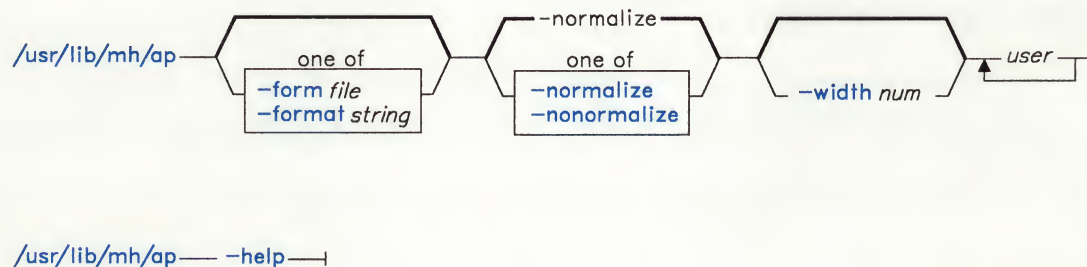 -normalize
/usr/lib/mh/ap one of one of user
-form file -normalize -width num
-format string -nonormalize
/usr/lib/mh/ap -help